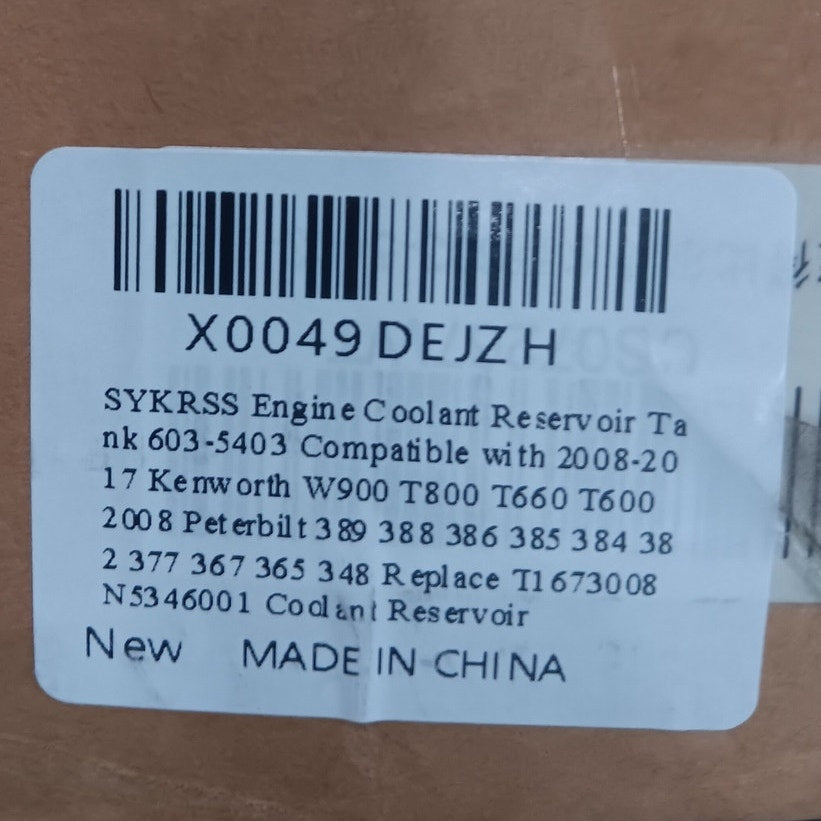 X0049DEJZH
SYKRSS Engine Coolant Reservoir Ta
nk 603-5403 Compatible with 2008-20
17 Kenworth W900 T800 T660 T600
2008 Peterbilt 389 388 386 385 384 38
2 377 367 365 348 Replace T1673008
N5346001 Coolant Reservoir
New MADE IN CHINA